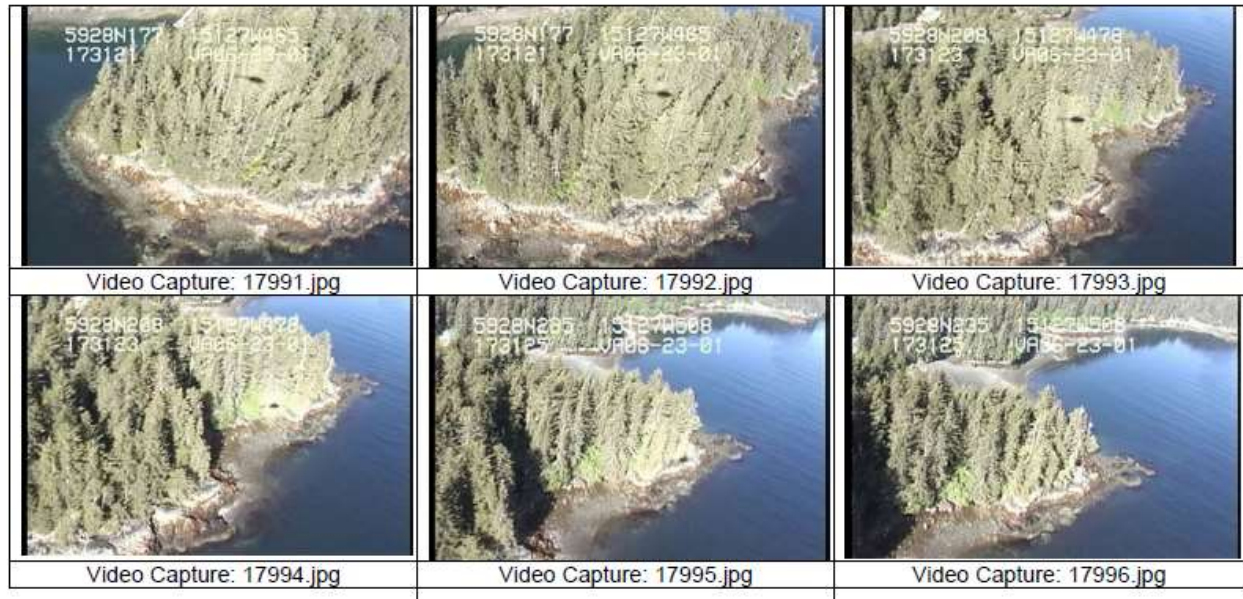 5928N177 15127W465
173121 VA06-23-01
5928N177 15127W465
173121 VA06-23-01
5928N208 15127W478
173123 VA06-23-01
Video Capture: 17991.jpg
Video Capture: 17992.jpg
Video Capture: 17993.jpg
5928N208 15127W478
173123 VA06-23-01
173125 VA06-23-01
5928N235 15127W508
173125 VA06-23-01
Video Capture: 17994.jpg
Video Capture: 17995.jpg
Video Capture: 17996.jpg